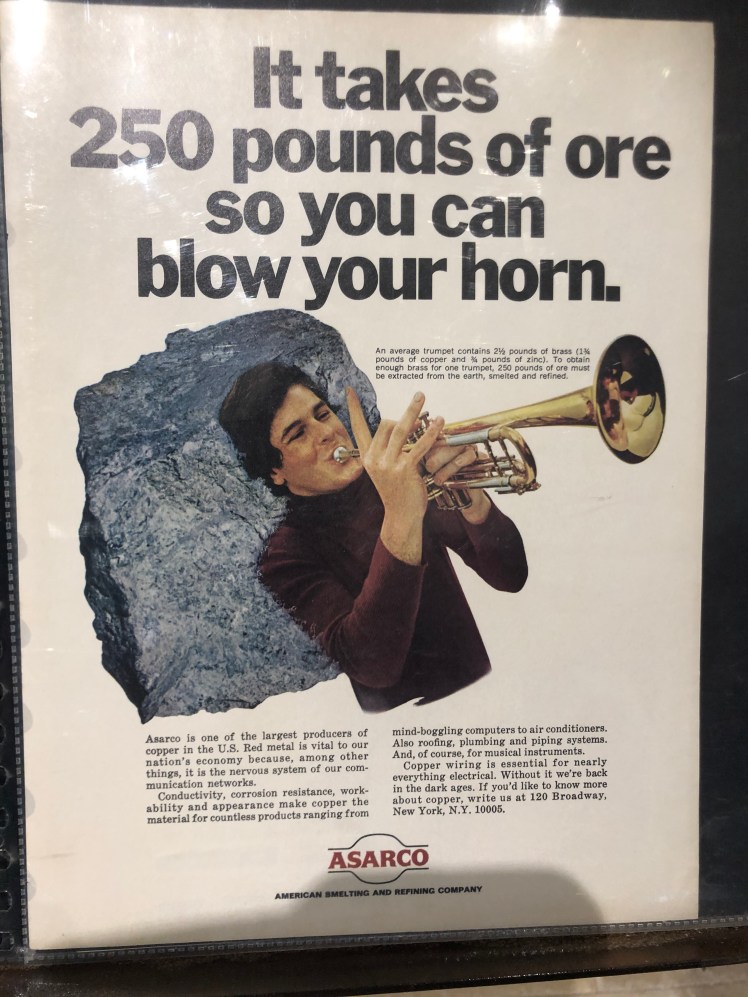 It takes
250 pounds of ore
so you can
blow your horn.
An average trumpet contains 2½ pounds of brass (1¾
pounds of copper and ¾ pounds of zinc). To obtain
enough brass for one trumpet, 250 pounds of ore must
be extracted from the earth, smelted and refined.
Asarco is one of the largest producers of
copper in the U.S. Red metal is vital to our
nation's economy because, among other
things, it is the nervous system of our com-
munication networks.
Conductivity, corrosion resistance, work-
ability and appearance make copper the
material for countless products ranging from
mind-boggling computers to air conditioners.
Also roofing, plumbing and piping systems.
And, of course, for musical instruments.
Copper wiring is essential for nearly
everything electrical. Without it we're back
in the dark ages. If you'd like to know more
about copper, write us at 120 Broadway,
New York, N.Y. 10005.
ASARCO
AMERICAN SMELTING AND REFINING COMPANY